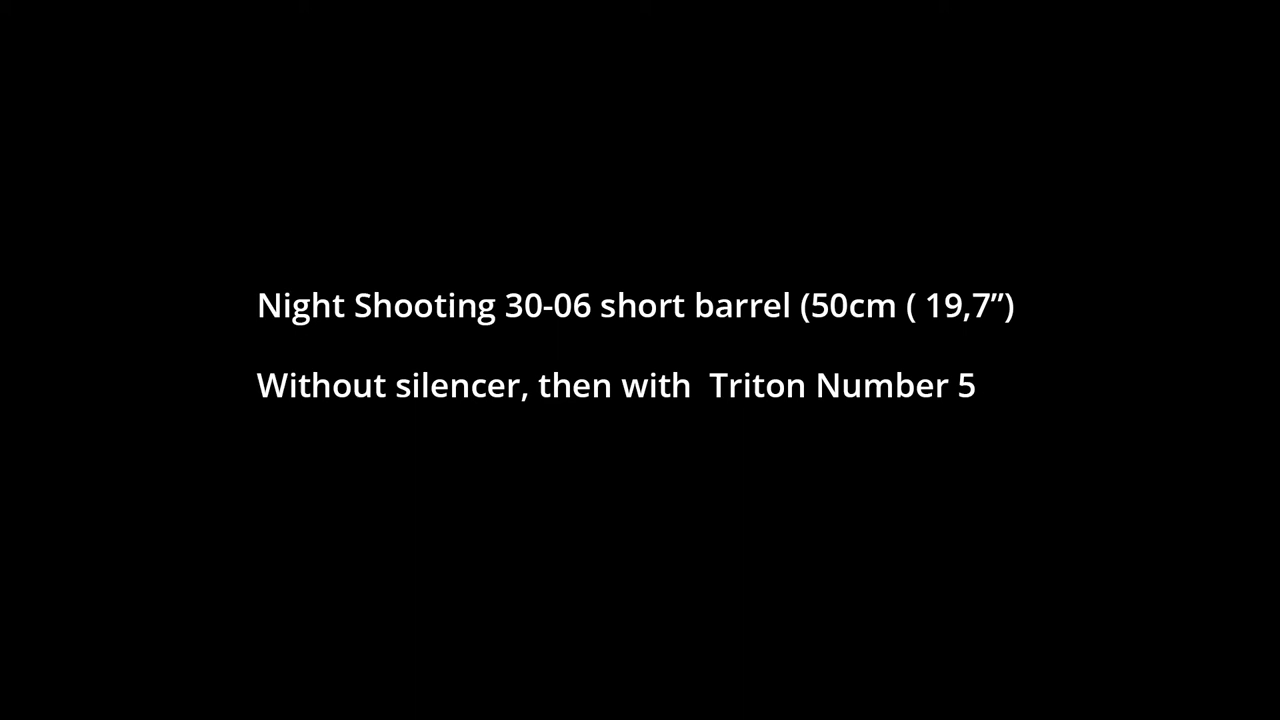 Night Shooting 30-06 short barrel (50cm ( 19,7”)
Without silencer, then with  Triton Number 5